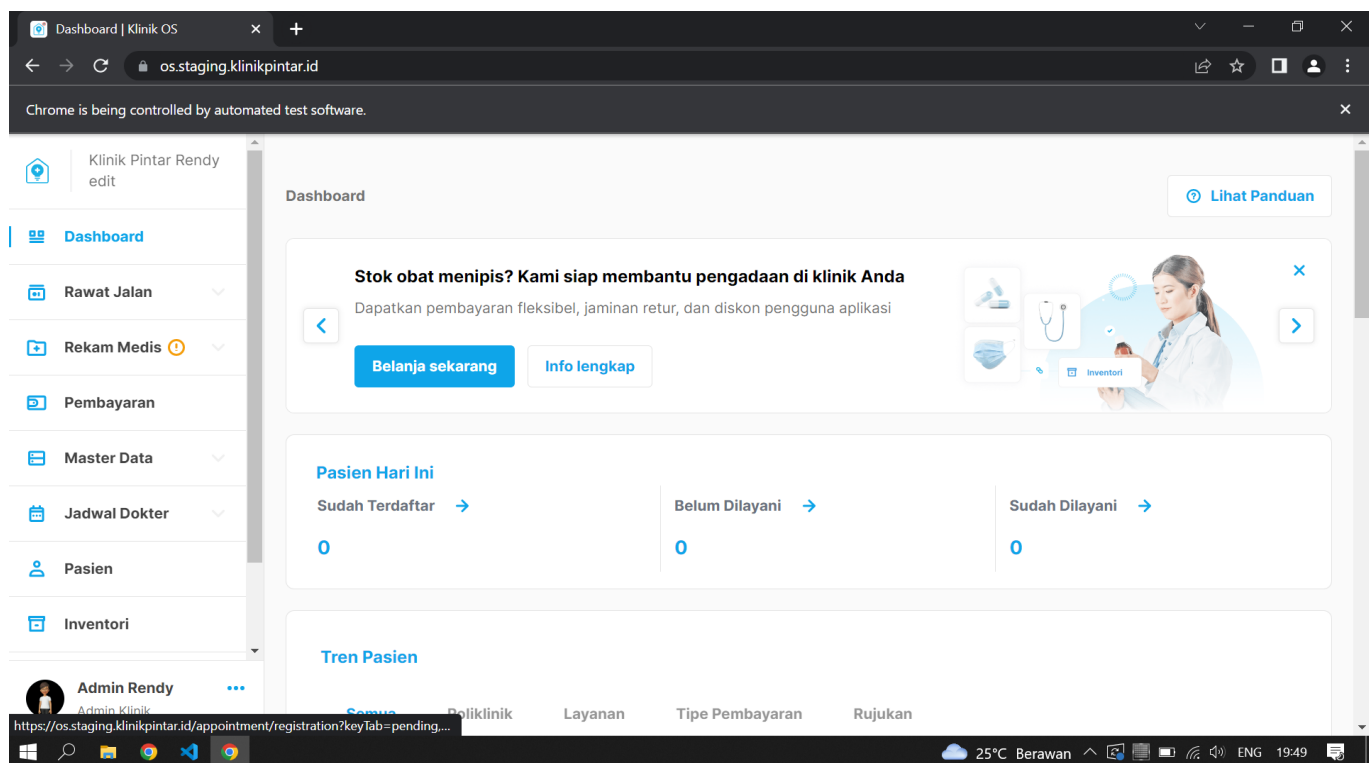 Dashboard | Klinik OS
os.staging.klinikpintar.id
Chrome is being controlled by automated test software.
Klinik Pintar Rendy
edit
Dashboard
Rawat Jalan
Rekam Medis
Pembayaran
Master Data
Jadwal Dokter
Pasien
Inventori
Admin Rendy
Admin Klinik
Dashboard
Lihat Panduan
Stok obat menipis? Kami siap membantu pengadaan di klinik Anda
Dapatkan pembayaran fleksibel, jaminan retur, dan diskon pengguna aplikasi
Belanja sekarang
Info lengkap
Inventori
Pasien Hari Ini
Sudah Terdaftar
0
Belum Dilayani
0
Sudah Dilayani
0
Tren Pasien
Semua Poliklinik Layanan Tipe Pembayaran Rujukan
https://os.staging.klinikpintar.id/appointment/registration?keyTab=pending,...
25°C Berawan ENG 19:49